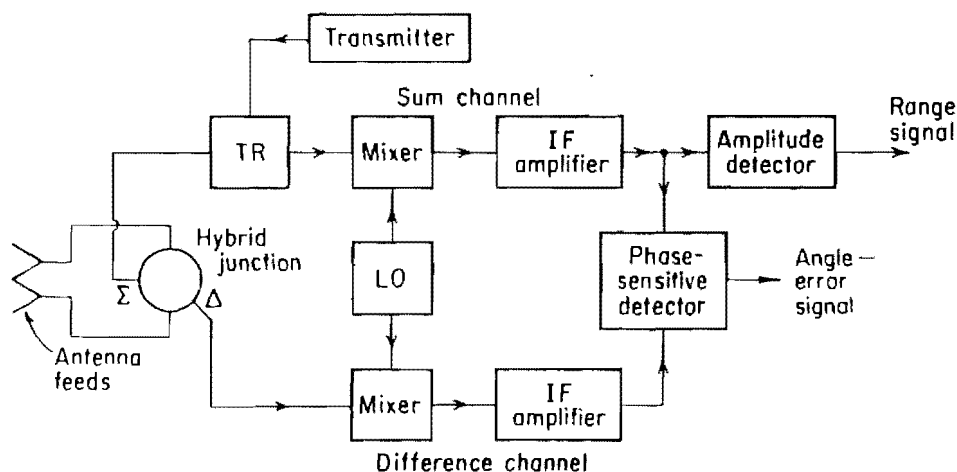 Transmitter
Sum channel
Range
signal
TR
Mixer
IF
amplifier
Amplitude
detector
Hybrid
junction
LO
Phase-
sensitive
detector
Angle—
error
signal
Σ
Δ
Antenna
feeds
Mixer
IF
amplifier
Difference channel